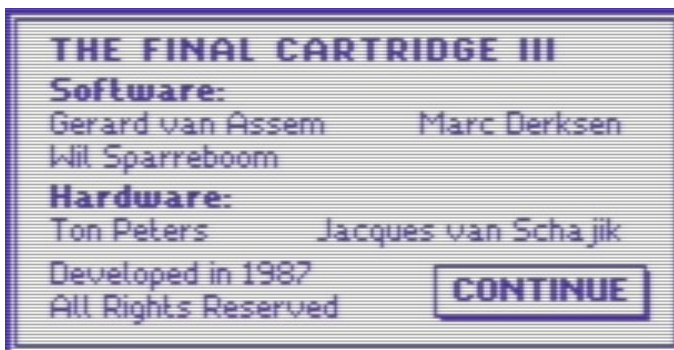 THE FINAL CARTRIDGE III
Software:
Gerard van Assem Marc Derksen
Wil Sparreboom
Hardware:
Ton Peters Jacques van Schajik
Developed in 1987
All Rights Reserved
CONTINUE